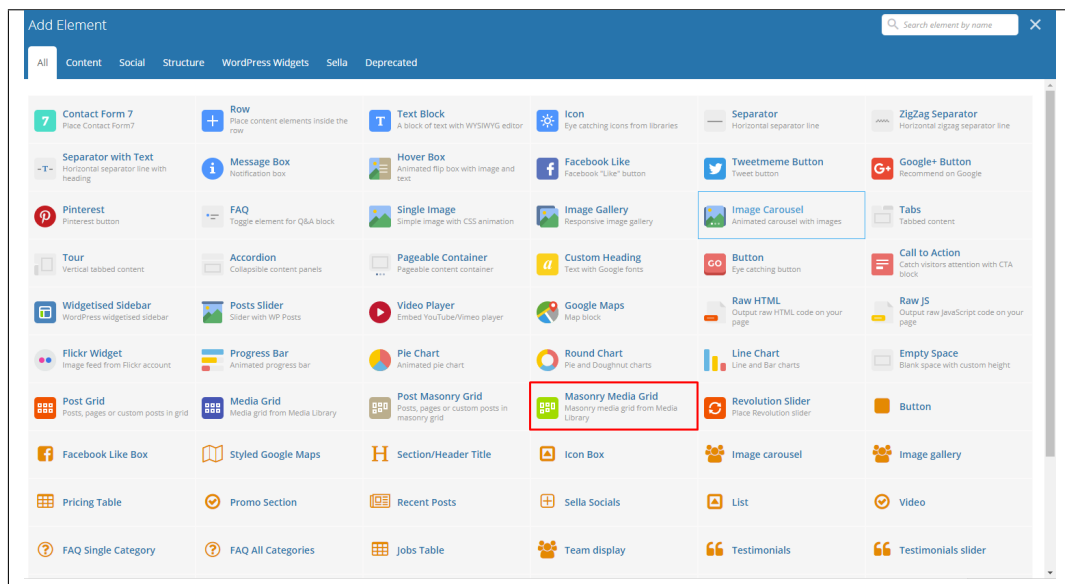 Add Element
Search element by name
All Content Social Structure WordPress Widgets Sella Deprecated
Contact Form 7
Place Contact Form7
Row
Place content elements inside the
row
Text Block
A block of text with WYSIWYG editor
Icon
Eye catching icons from libraries
Separator
Horizontal separator line
ZigZag Separator
Horizontal zigzag separator line
Separator with Text
Horizontal separator line with
heading
Message Box
Notification box
Hover Box
Animated flip box with image and
text
Facebook Like
Facebook "Like" button
Tweetmeme Button
Tweet button
Google+ Button
Recommend on Google
Pinterest
Pinterest button
FAQ
Toggle element for Q&A block
Single Image
Simple image with CSS animation
Image Gallery
Responsive image gallery
Image Carousel
Animated carousel with images
Tabs
Tabbed content
Tour
Vertical tabbed content
Accordion
Collapsible content panels
Pageable Container
Pageable content container
Custom Heading
Text with Google fonts
GO
Button
Eye catching button
Call to Action
Catch visitors attention with CTA
block
Widgetised Sidebar
WordPress widgetised sidebar
Posts Slider
Slider with WP Posts
Video Player
Embed YouTube/Vimeo player
Google Maps
Map block
Raw HTML
Output raw HTML code on your
page
Raw JS
Output raw JavaScript code on your
page
Flickr Widget
Image feed from Flickr account
Progress Bar
Animated progress bar
Pie Chart
Animated pie chart
Round Chart
Pie and Doughnut charts
Line Chart
Line and Bar charts
Empty Space
Blank space with custom height
Post Grid
Posts, pages or custom posts in grid
Media Grid
Media grid from Media Library
Post Masonry Grid
Posts, pages or custom posts in
masonry grid
Masonry Media Grid
Masonry media grid from Media
Library
Revolution Slider
Place Revolution slider
Button
Facebook Like Box
Styled Google Maps
Section/Header Title
Icon Box
Image carousel
Image gallery
Pricing Table
Promo Section
Recent Posts
Sella Socials
List
Video
FAQ Single Category
FAQ All Categories
Jobs Table
Team display
Testimonials
Testimonials slider